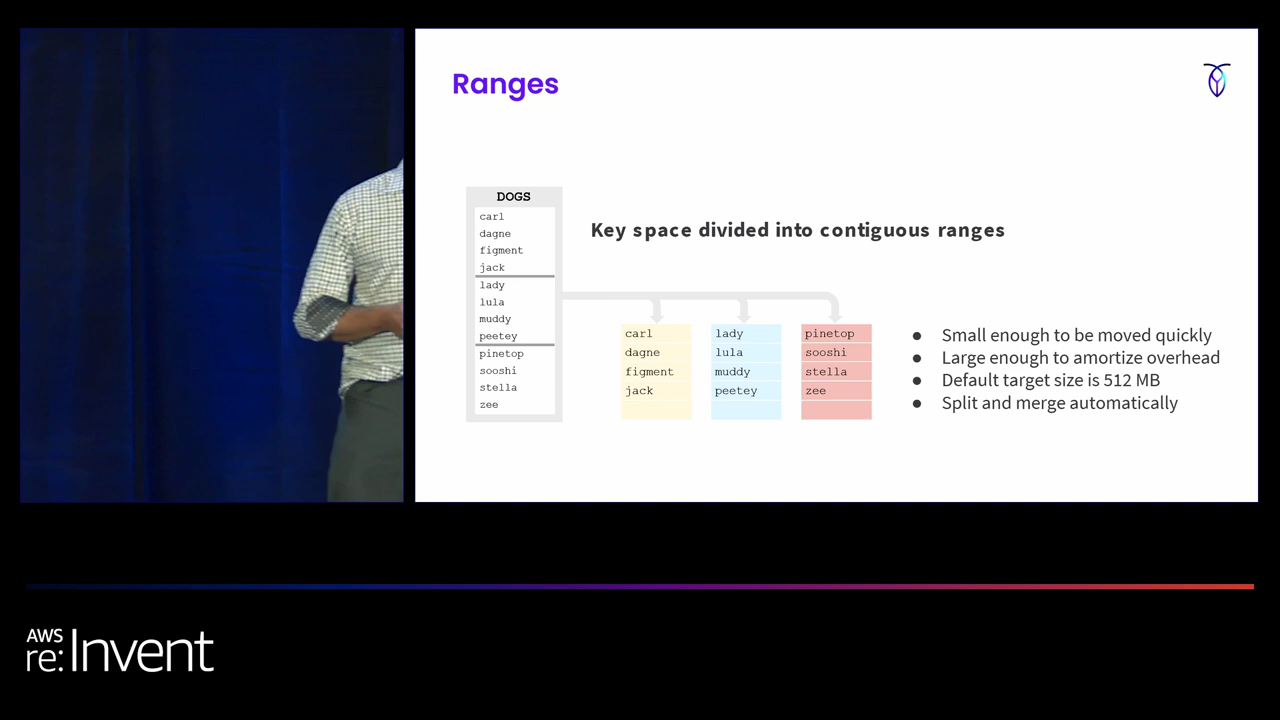 Ranges
DOGS
carl
dagne
figment
jack
lady
lula
muddy
peetey
pinetop
sooshi
stella
zee
Key space divided into contiguous ranges
carl
dagne
figment
jack
lady
lula
muddy
peetey
pinetop
sooshi
stella
zee
● Small enough to be moved quickly
● Large enough to amortize overhead
● Default target size is 512 MB
● Split and merge automatically
AWS
re:Invent